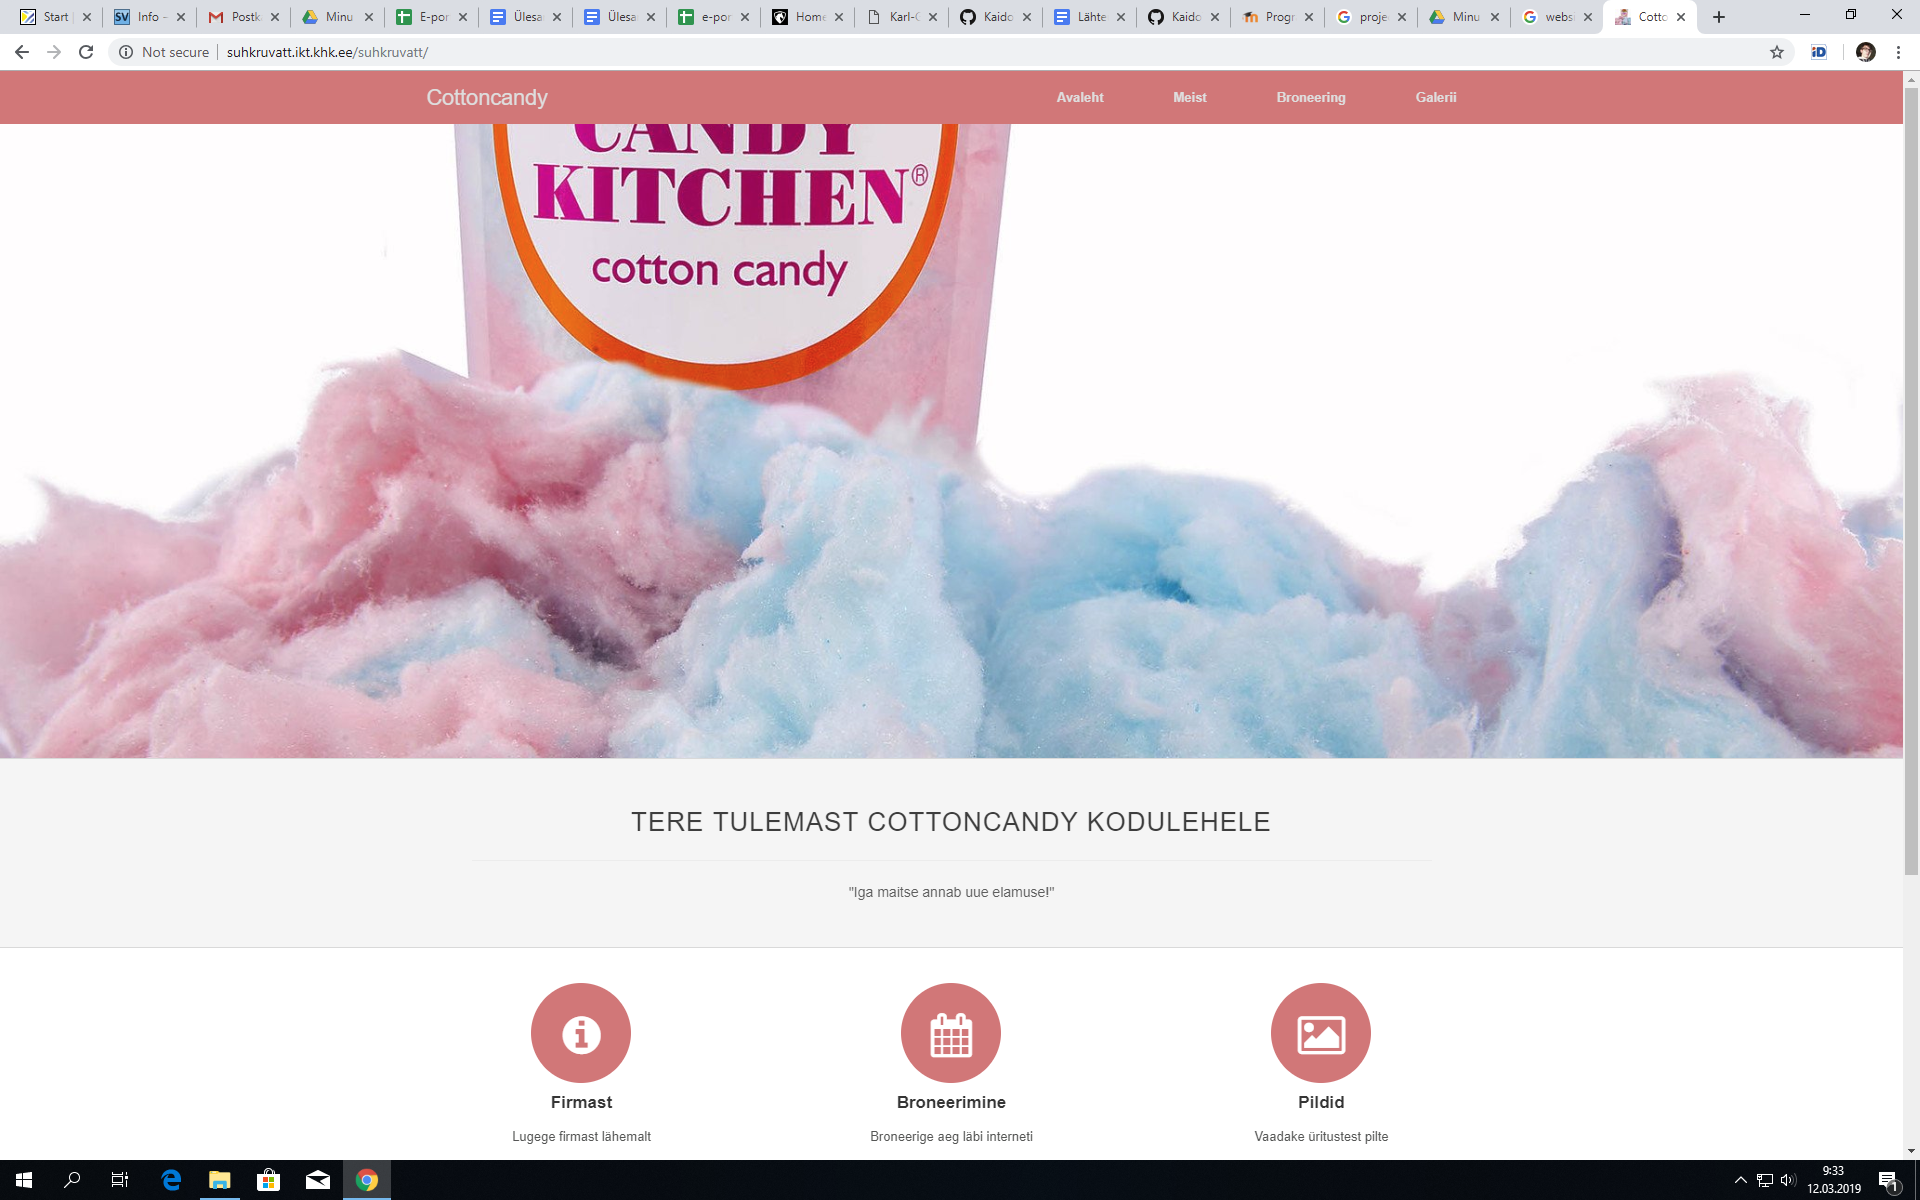 Start
Info -
Postk
Minu
E-por
Ülesa
Ülesa
e-por
Home
Karl-
Kaido
Lähte
Kaido
Progr
proje
Minu
webs
Cotto
Not secure
suhkruvatt.ikt.khk.ee/suhkruvatt/
iD
Cottoncandy
Avaleht
Meist
Broneering
Galerii
CANDY
KITCHEN®
cotton candy
TERE TULEMAST COTTONCANDY KODULEHELE
"Iga maitse annab uue elamuse!"
Firmast
Broneerimine
Pildid
Lugege firmast lähemalt
Broneerige aeg läbi interneti
Vaadake üritustest pilte
9:33
12.03.2019
1